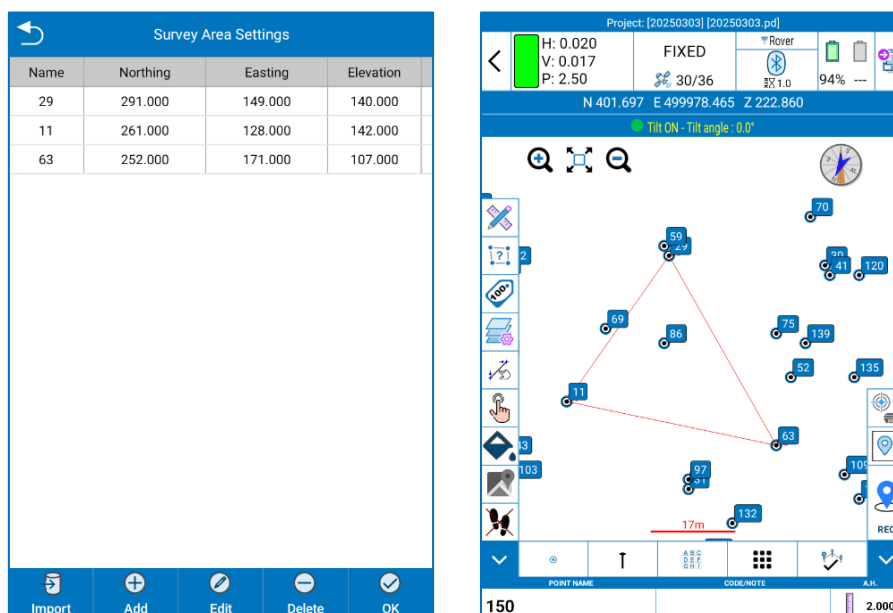 Survey Area Settings
Name Northing Easting Elevation
29 291.000 149.000 140.000
11 261.000 128.000 142.000
63 252.000 171.000 107.000
Import Add Edit Delete OK
Project: [20250303] [20250303.pd]
H: 0.020
V: 0.017
P: 2.50
FIXED
30/36
Rover
1.0
94% ---
N 401.697 E 499978.465 Z 222.860
Tilt ON - Tilt angle : 0.0°
70
59
29
2
41
120
100
69
86
75
139
52
135
11
63
103
97
132
17m
REC
A B C
D E F
G H I
POINT NAME CODE/NOTE A.H.
150 2.000